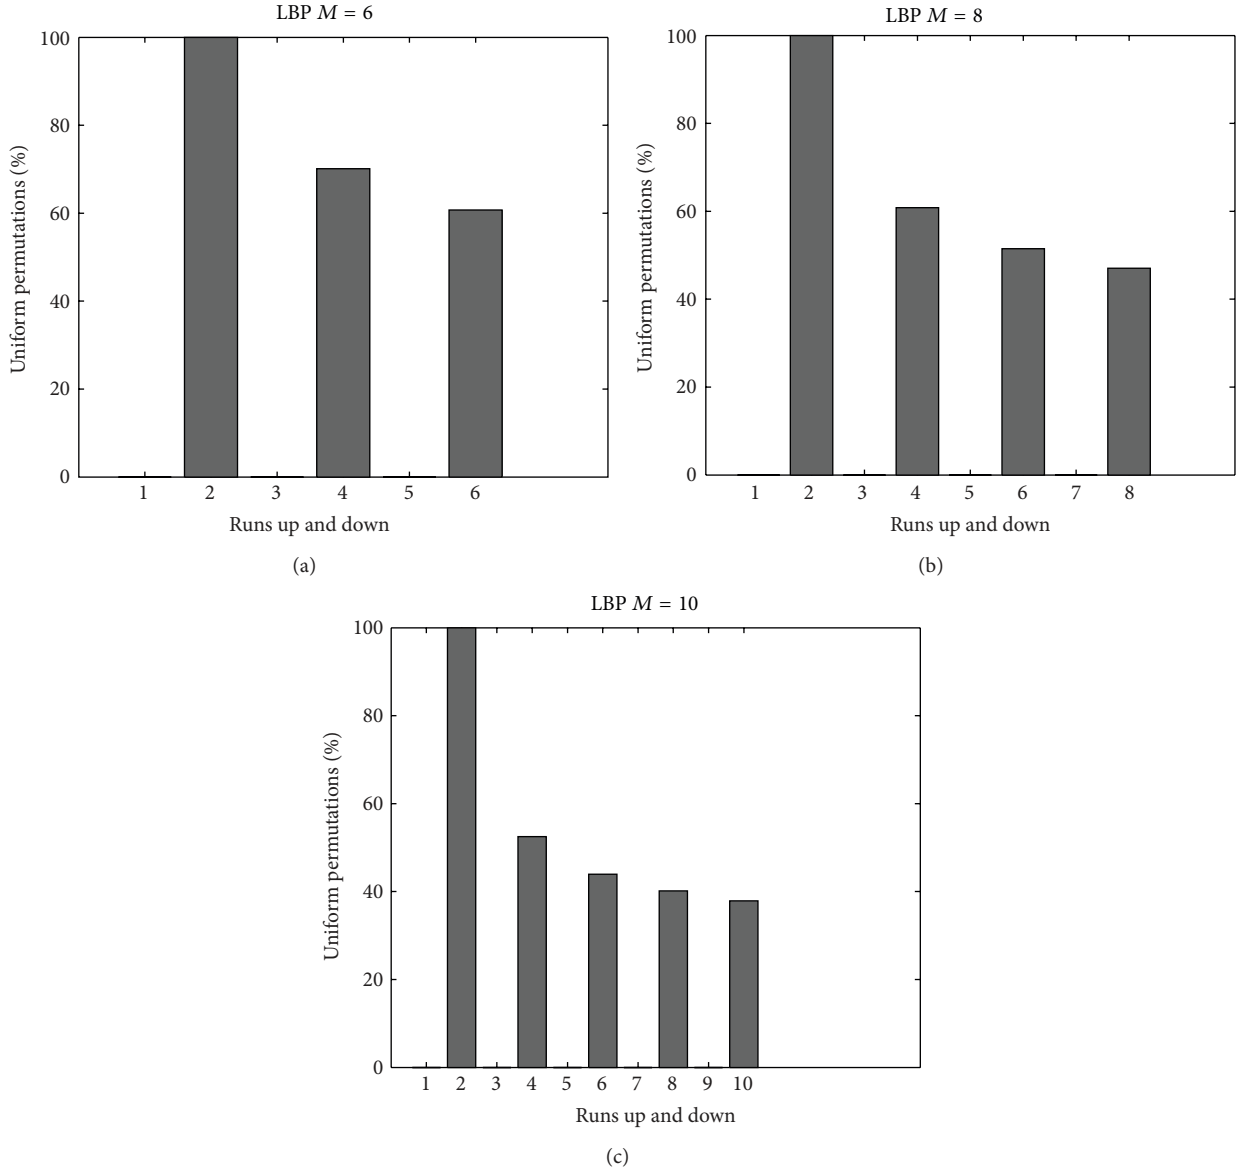 LBP M = 6
100
80
60
40
20
0
Uniform permutations (%)
1 2 3 4 5 6
Runs up and down
(a)
LBP M = 8
100
80
60
40
20
0
Uniform permutations (%)
1 2 3 4 5 6 7 8
Runs up and down
(b)
LBP M = 10
100
80
60
40
20
0
Uniform permutations (%)
1 2 3 4 5 6 7 8 9 10
Runs up and down
(c)